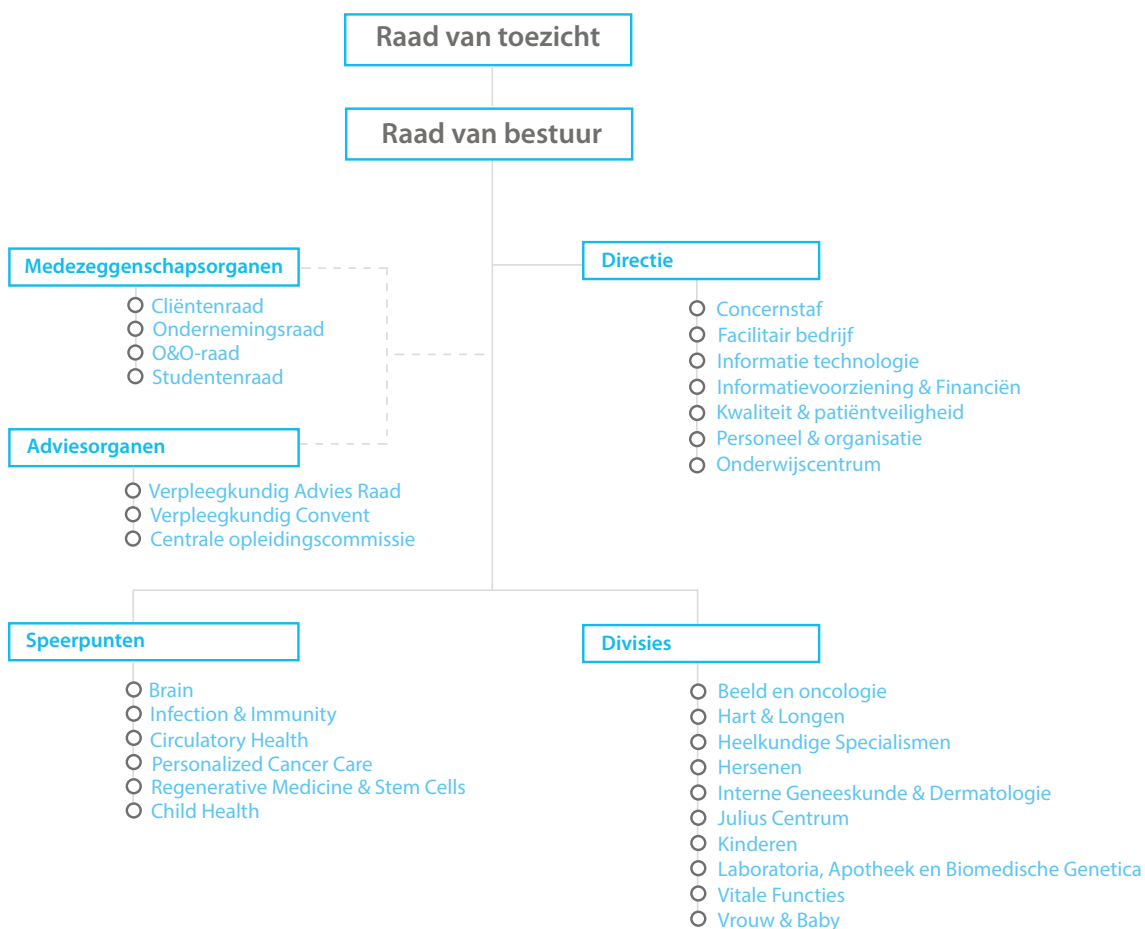 Raad van toezicht
Raad van bestuur
Medezeggenschapsorganen
Cliëntenraad
Ondernemingsraad
O&O-raad
Studentenraad
Adviesorganen
Verpleegkundig Advies Raad
Verpleegkundig Convent
Centrale opleidingscommissie
Directie
Concernstaf
Facilitair bedrijf
Informatie technologie
Informatievoorziening & Financiën
Kwaliteit & patiëntveiligheid
Personeel & organisatie
Onderwijscentrum
Speerpunten
Brain
Infection & Immunity
Circulatory Health
Personalized Cancer Care
Regenerative Medicine & Stem Cells
Child Health
Divisies
Beeld en oncologie
Hart & Longen
Heelkundige Specialismen
Hersenen
Interne Geneeskunde & Dermatologie
Julius Centrum
Kinderen
Laboratoria, Apotheek en Biomedische Genetica
Vitale Functies
Vrouw & Baby